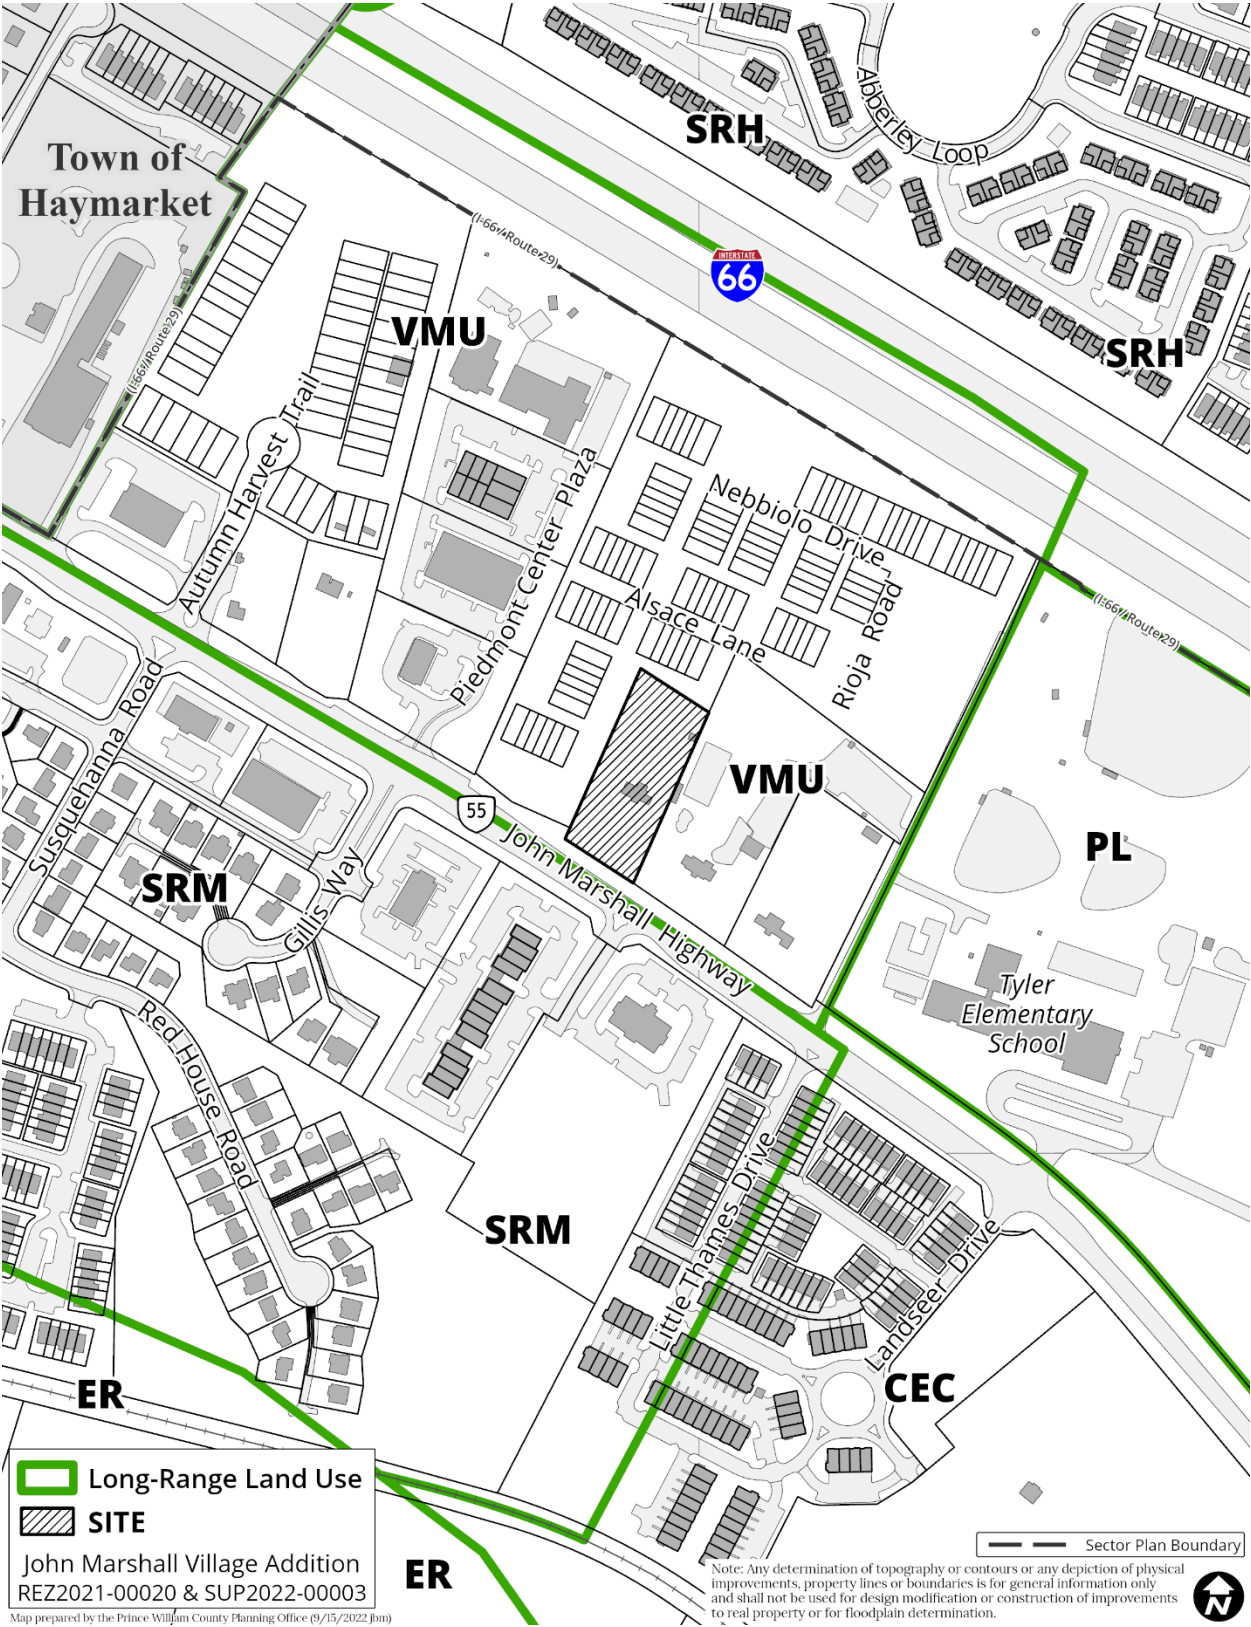 SRH
Abberley Loop
Town of
Haymarket
(I-66 / Route 29)
INTERSTATE
66
VMU
SRH
(I-66 / Route 29)
Autumn Harvest Trail
Piedmont Center Plaza
Nebbiolo Drive
Alsace Lane
Rioja Road
(I-66 / Route 29)
Susquehanna Road
VMU
55
John Marshall Highway
PL
SRM
Gillis Way
Tyler
Elementary
School
Red House Road
SRM
Little Thames Drive
Landseer Drive
ER
CEC
Long-Range Land Use
SITE
John Marshall Village Addition
REZ2021-00020 & SUP2022-00003
Map prepared by the Prince William County Planning Office (9/15/2022 jbm)
ER
Sector Plan Boundary
Note: Any determination of topography or contours or any depiction of physical
improvements, property lines or boundaries is for general information only
and shall not be used for design modification or construction of improvements
to real property or for floodplain determination.
N